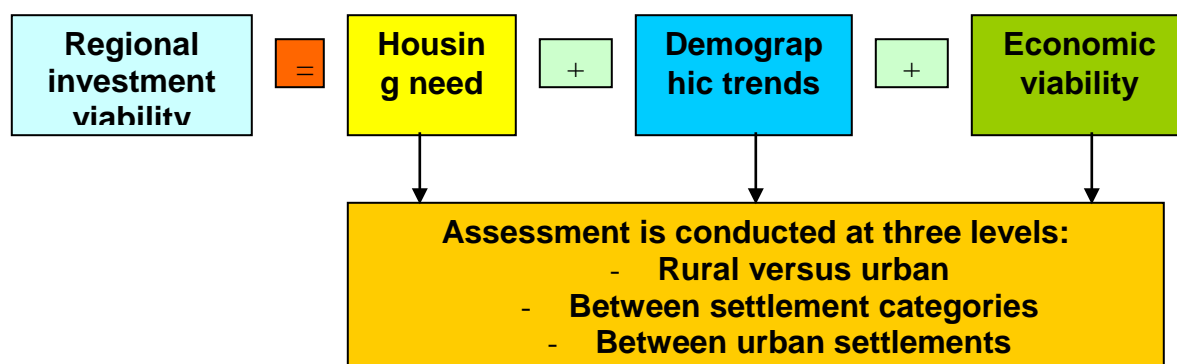 Regional
investment
viability
=
Housin
g need
+
Demograp
hic trends
+
Economic
viability
Assessment is conducted at three levels:
- Rural versus urban
- Between settlement categories
- Between urban settlements